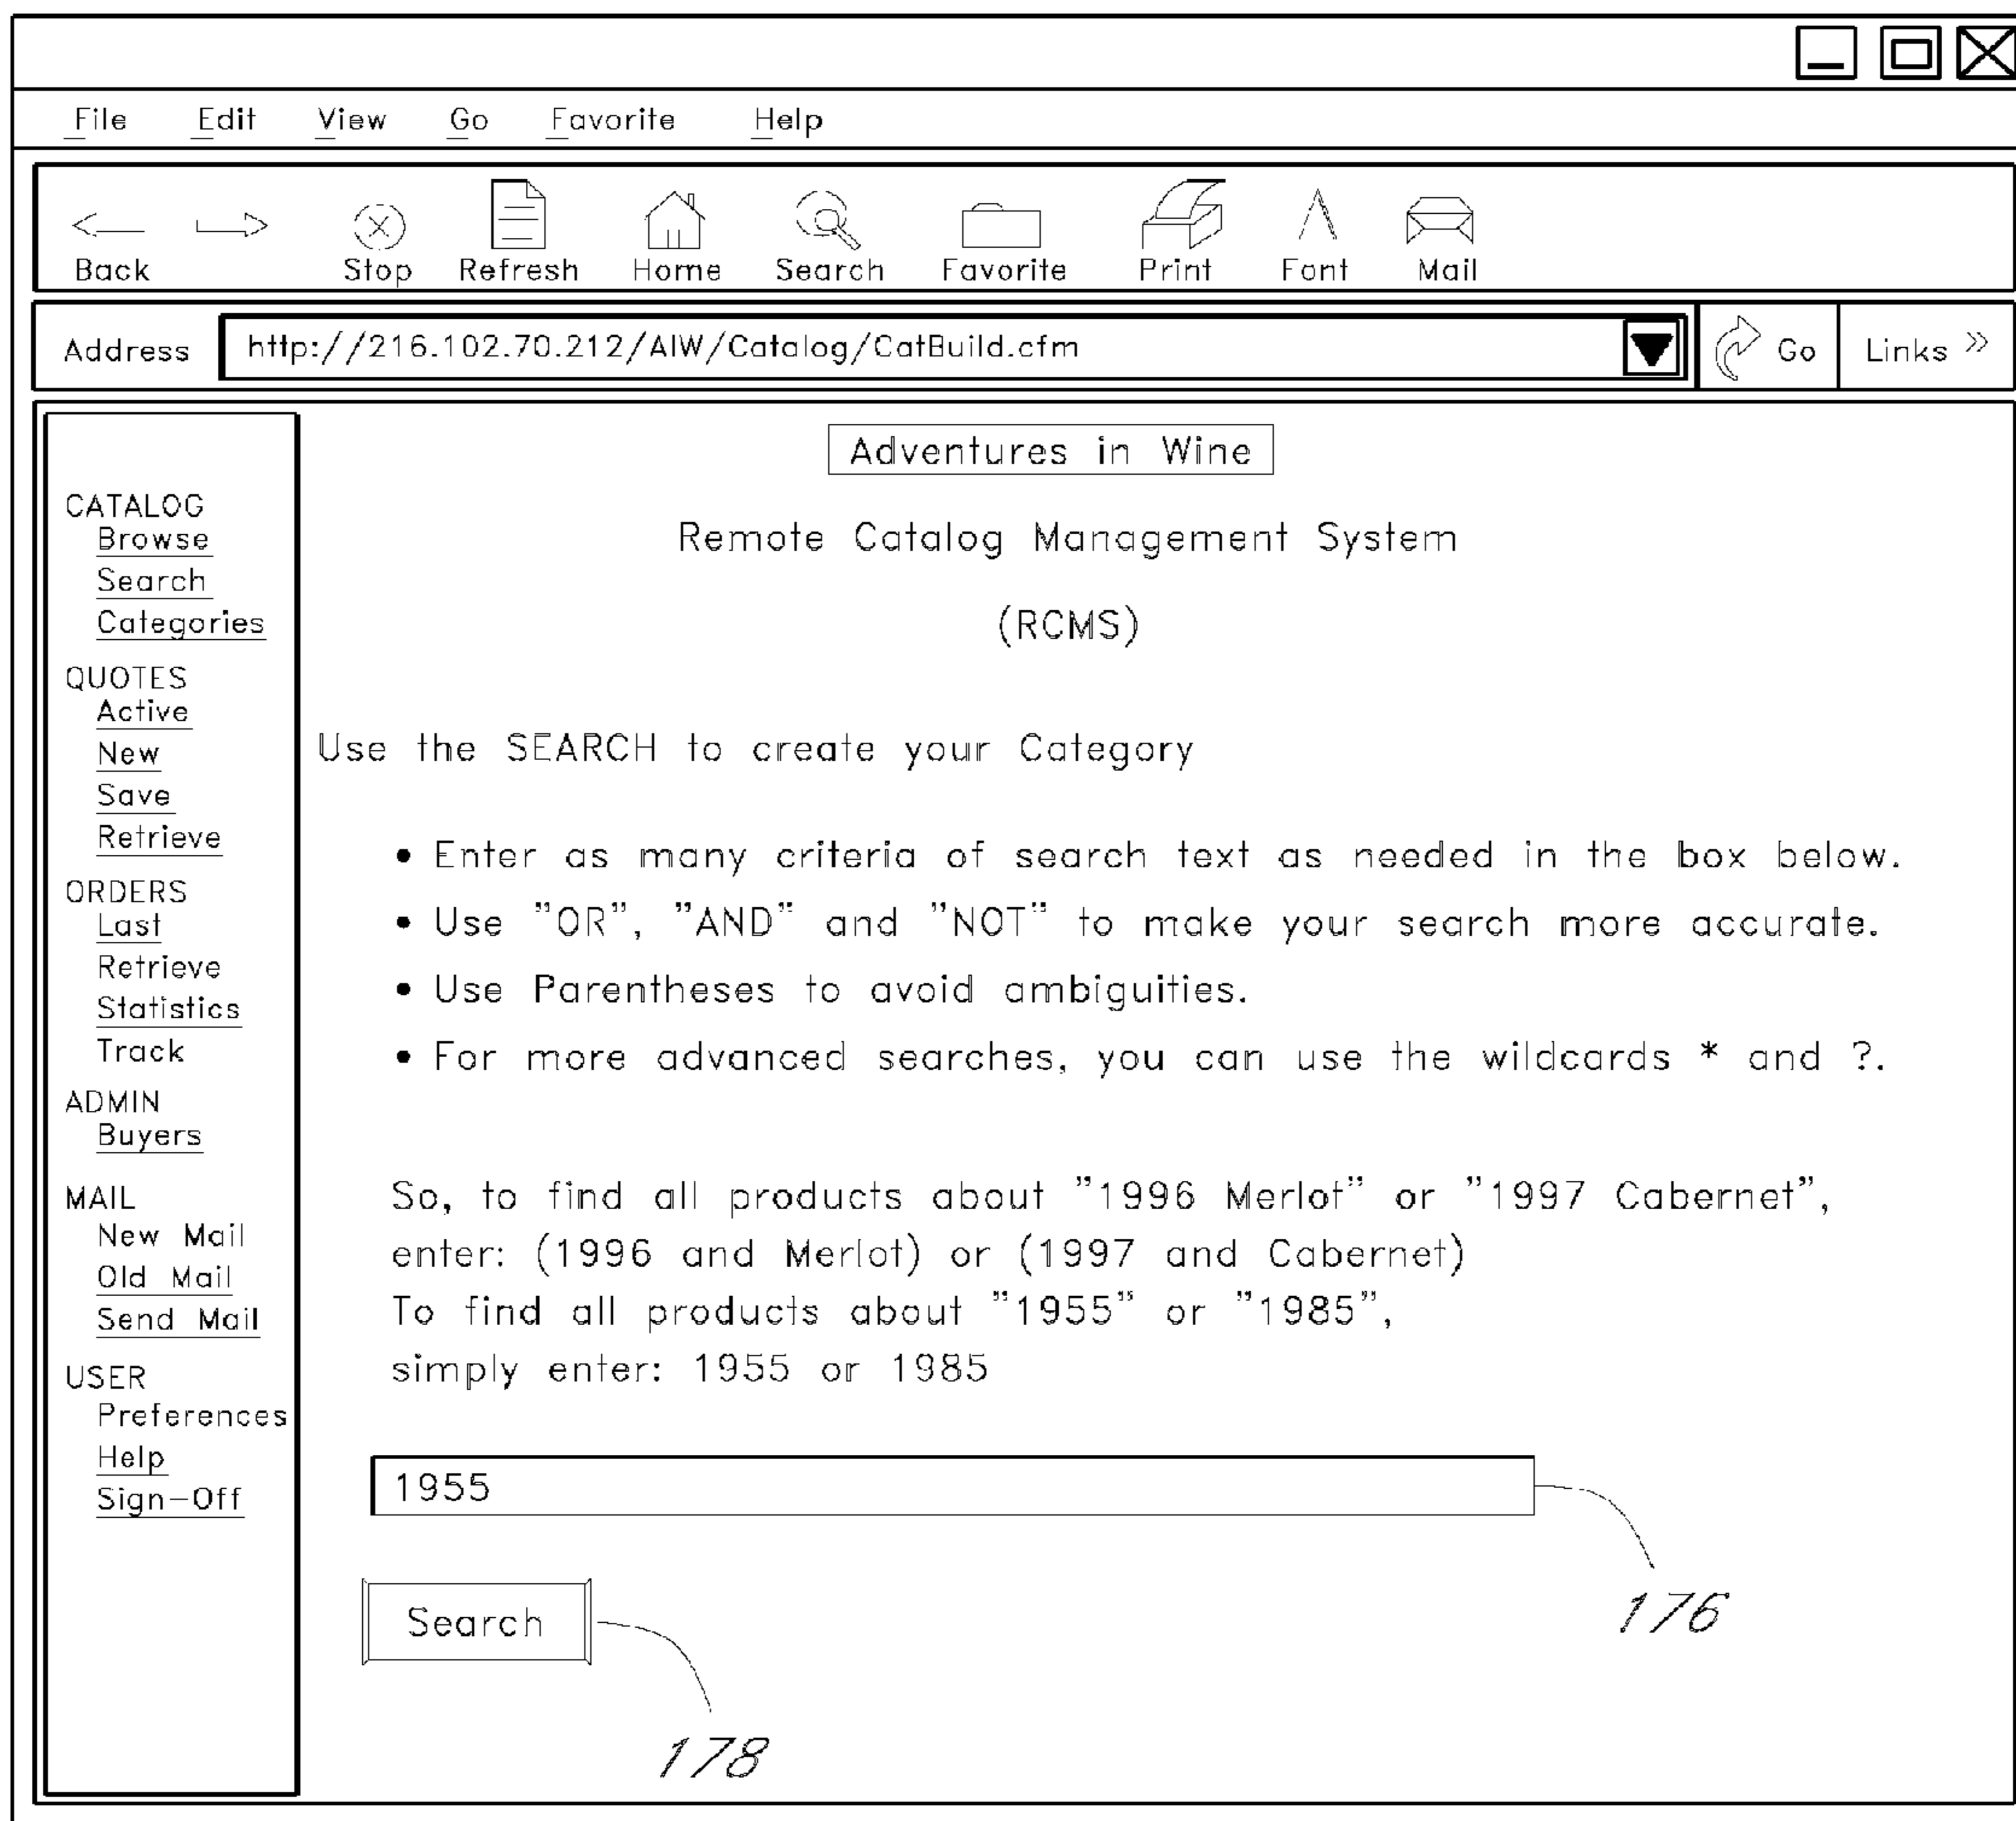 File Edit View Go Favorite Help
Back Stop Refresh Home Search Favorite Print Font Mail
Address http://216.102.70.212/AIW/Catalog/CatBuild.cfm Go Links »
Adventures in Wine
Remote Catalog Management System
(RCMS)
CATALOG
Browse
Search
Categories
QUOTES
Active
New
Save
Retrieve
ORDERS
Last
Retrieve
Statistics
Track
ADMIN
Buyers
MAIL
New Mail
Old Mail
Send Mail
USER
Preferences
Help
Sign-Off
Use the SEARCH to create your Category
• Enter as many criteria of search text as needed in the box below.
• Use "OR", "AND" and "NOT" to make your search more accurate.
• Use Parentheses to avoid ambiguities.
• For more advanced searches, you can use the wildcards * and ?.
So, to find all products about "1996 Merlot" or "1997 Cabernet",
enter: (1996 and Merlot) or (1997 and Cabernet)
To find all products about "1955" or "1985",
simply enter: 1955 or 1985
1955
176
Search
178